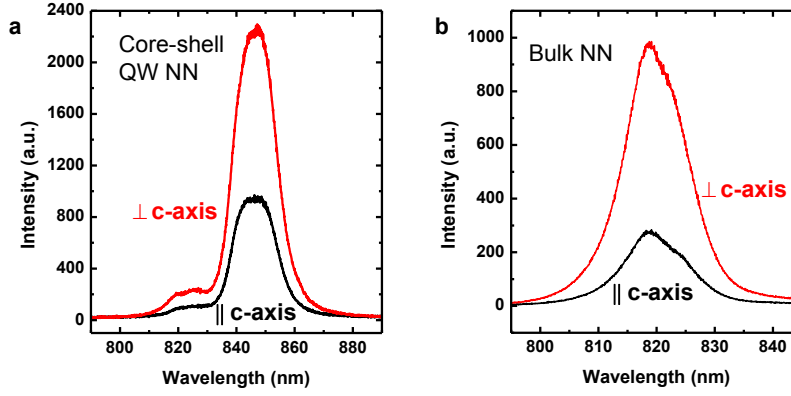 a
Core-shell
QW NN
⊥ c-axis
|| c-axis
Intensity (a.u.)
2400
2000
1600
1200
800
400
0
800 820 840 860 880
Wavelength (nm)
b
Bulk NN
⊥ c-axis
|| c-axis
Intensity (a.u.)
1000
800
600
400
200
0
800 810 820 830 840
Wavelength (nm)